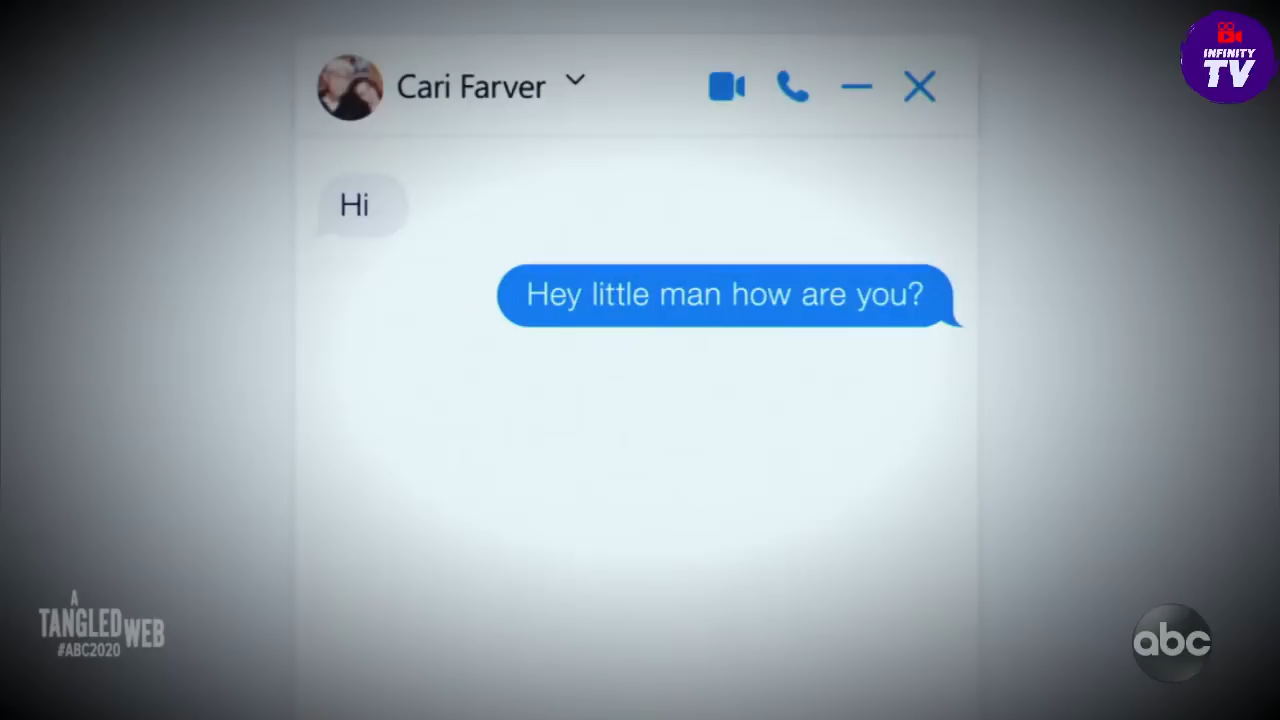 INFINITY
TV
Cari Farver
Hi
Hey little man how are you?
A
TANGLED WEB
#ABC2020
abc